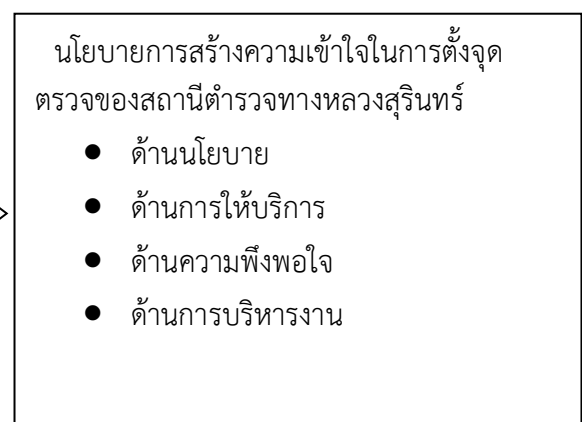 นโยบายการสร้างความเข้าใจในการตั้งจุด
ตรวจของสถานีตำรวจทางหลวงสุรินทร์
● ด้านนโยบาย
● ด้านการให้บริการ
● ด้านความพึงพอใจ
● ด้านการบริหารงาน